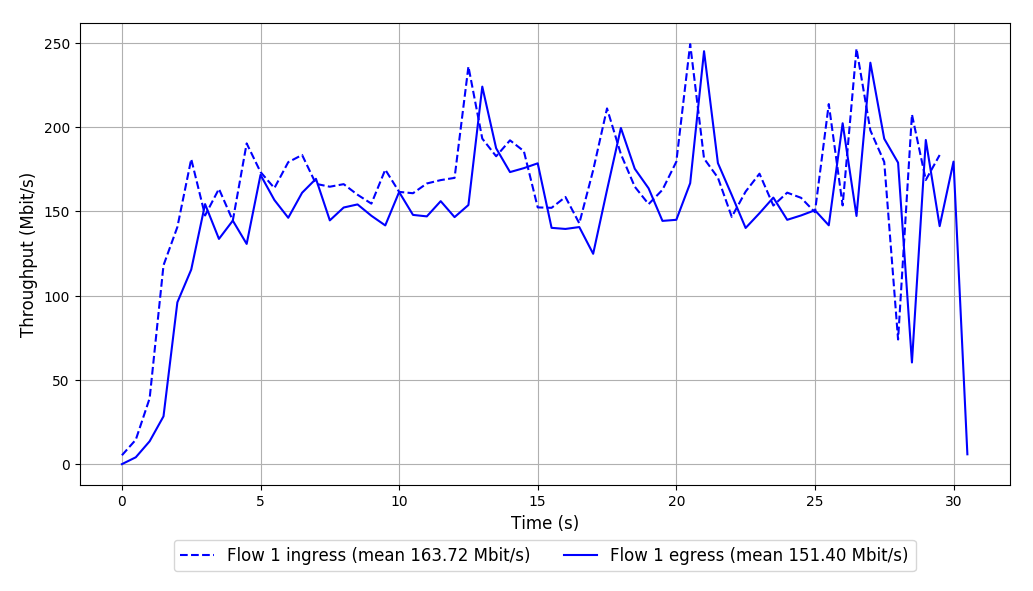 Throughput (Mbit/s)
250
200
150
100
50
0
0 5 10 15 20 25 30
Time (s)
Flow 1 ingress (mean 163.72 Mbit/s) Flow 1 egress (mean 151.40 Mbit/s)